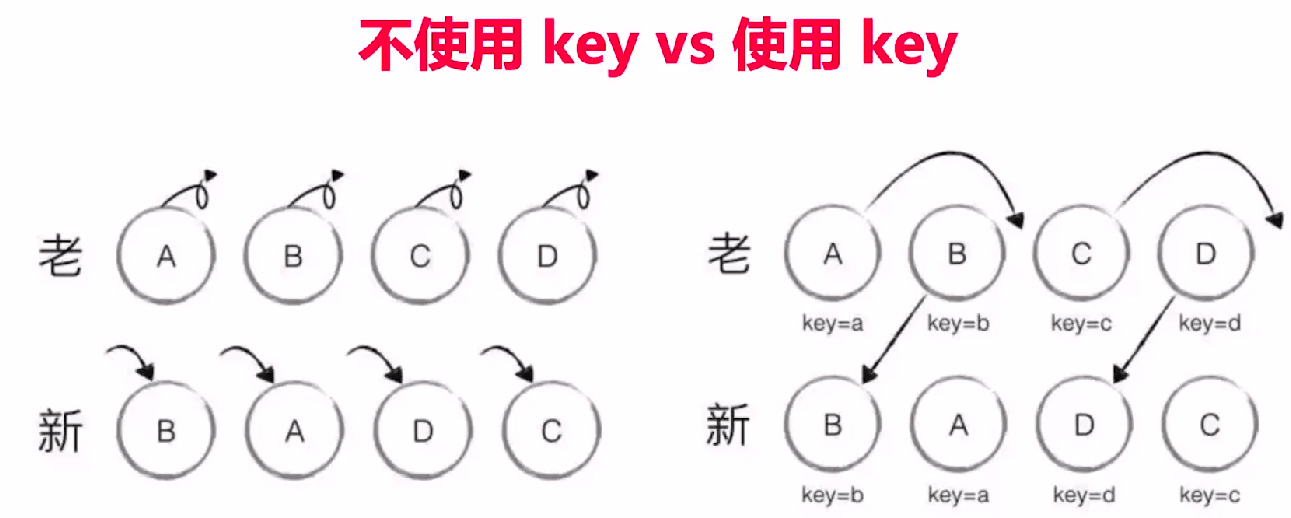 不使用 key vs 使用 key
老 A B C D
新 B A D C
老 A B C D
key=a key=b key=c key=d
新 B A D C
key=b key=a key=d key=c